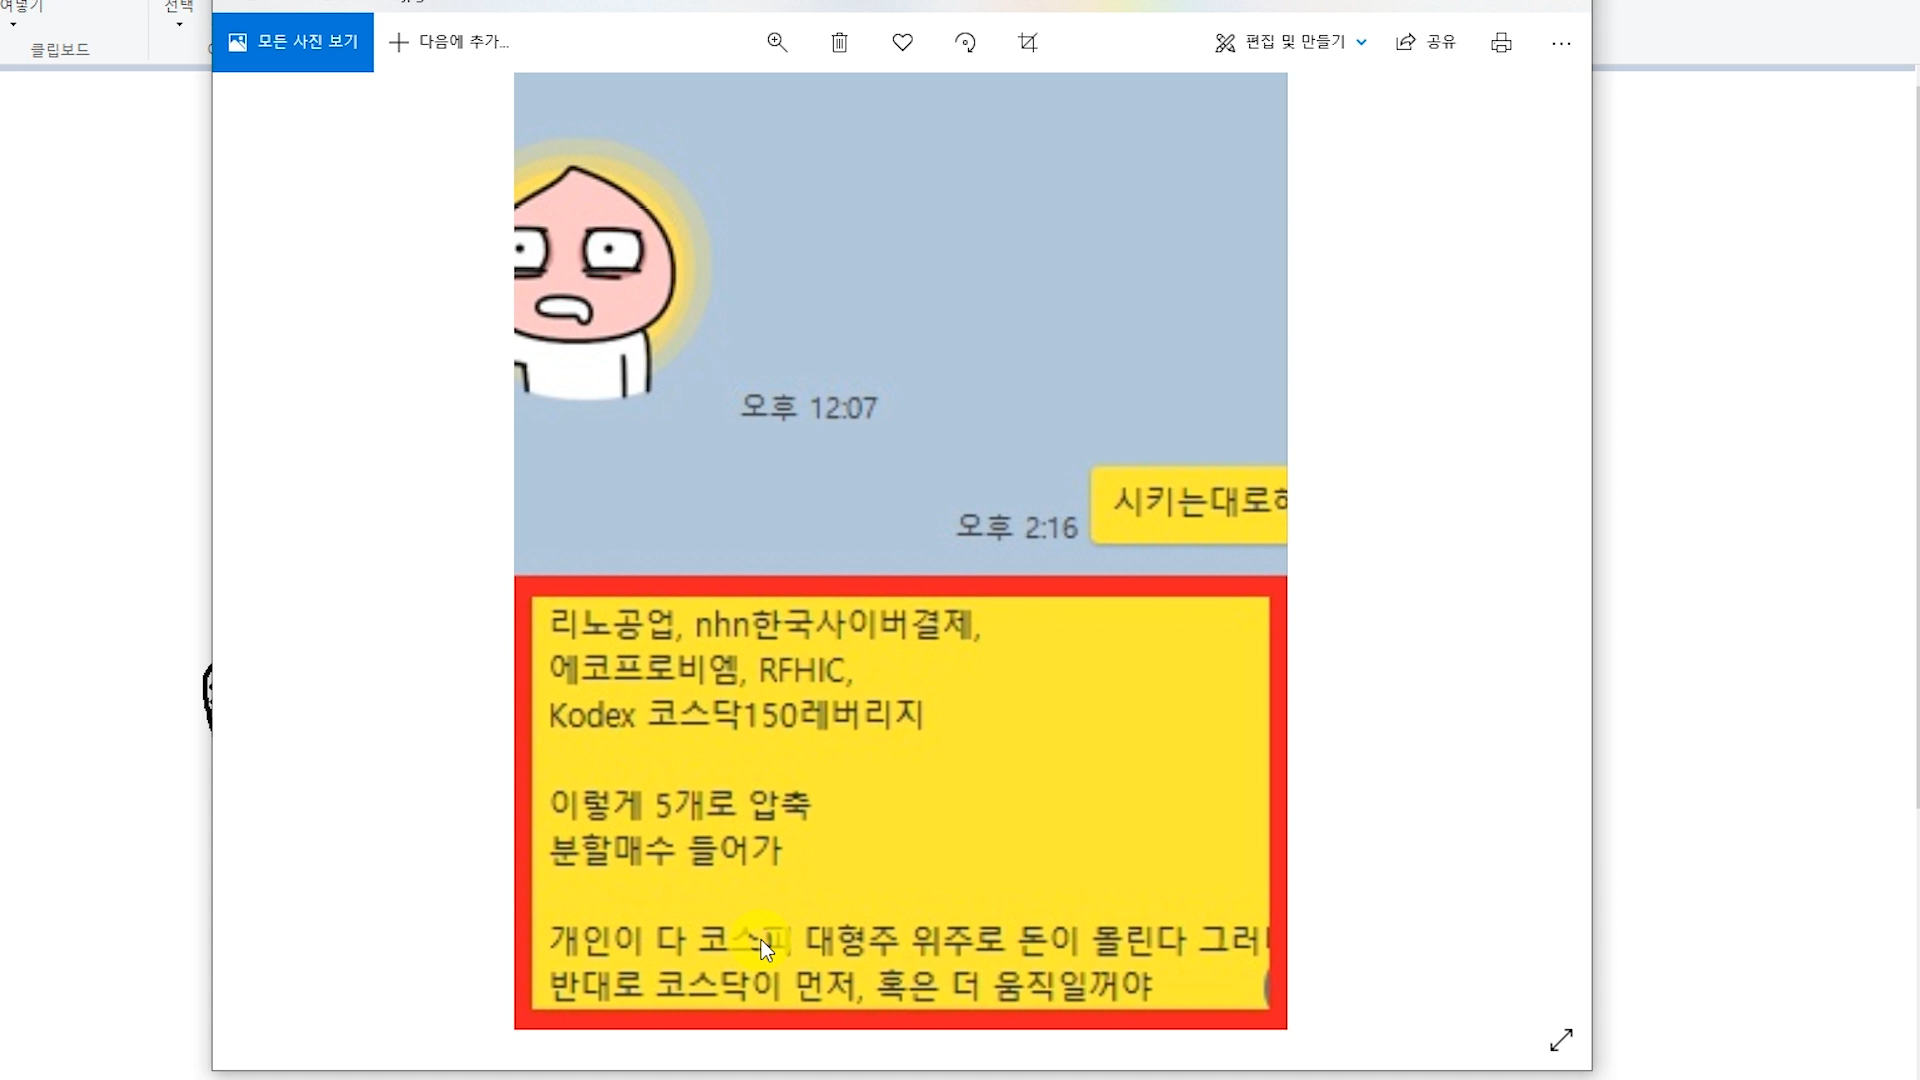 선택
클립보드
모든 사진 보기
다음에 추가...
편집 및 만들기
공유
오후 12:07
시키는대로
오후 2:16
리노공업, nhn한국사이버결제,
에코프로비엠, RFHIC,
Kodex 코스닥150레버리지
이렇게 5개로 압축
분할매수 들어가
개인이 다 코스피 대형주 위주로 돈이 몰린다 그러
반대로 코스닥이 먼저, 혹은 더 움직일꺼야